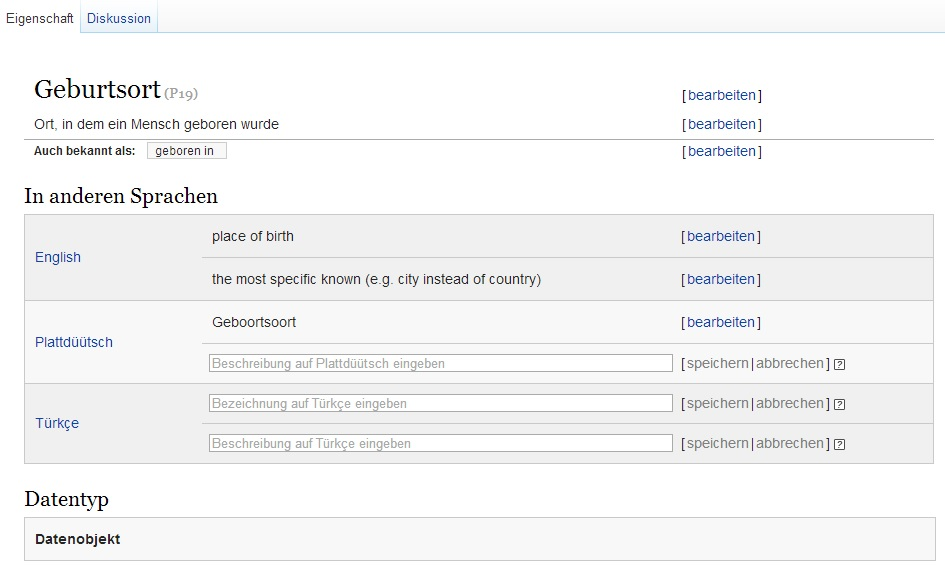 Eigenschaft Diskussion
Geburtsort (P19) [bearbeiten]
Ort, in dem ein Mensch geboren wurde [bearbeiten]
Auch bekannt als: geboren in [bearbeiten]
In anderen Sprachen
place of birth [bearbeiten]
English
the most specific known (e.g. city instead of country) [bearbeiten]
Geboortsoort [bearbeiten]
Plattdüütsch
Beschreibung auf Plattdüütsch eingeben [speichern|abbrechen] ?
Bezeichnung auf Türkçe eingeben [speichern|abbrechen] ?
Türkçe
Beschreibung auf Türkçe eingeben [speichern|abbrechen] ?
Datentyp
Datenobjekt